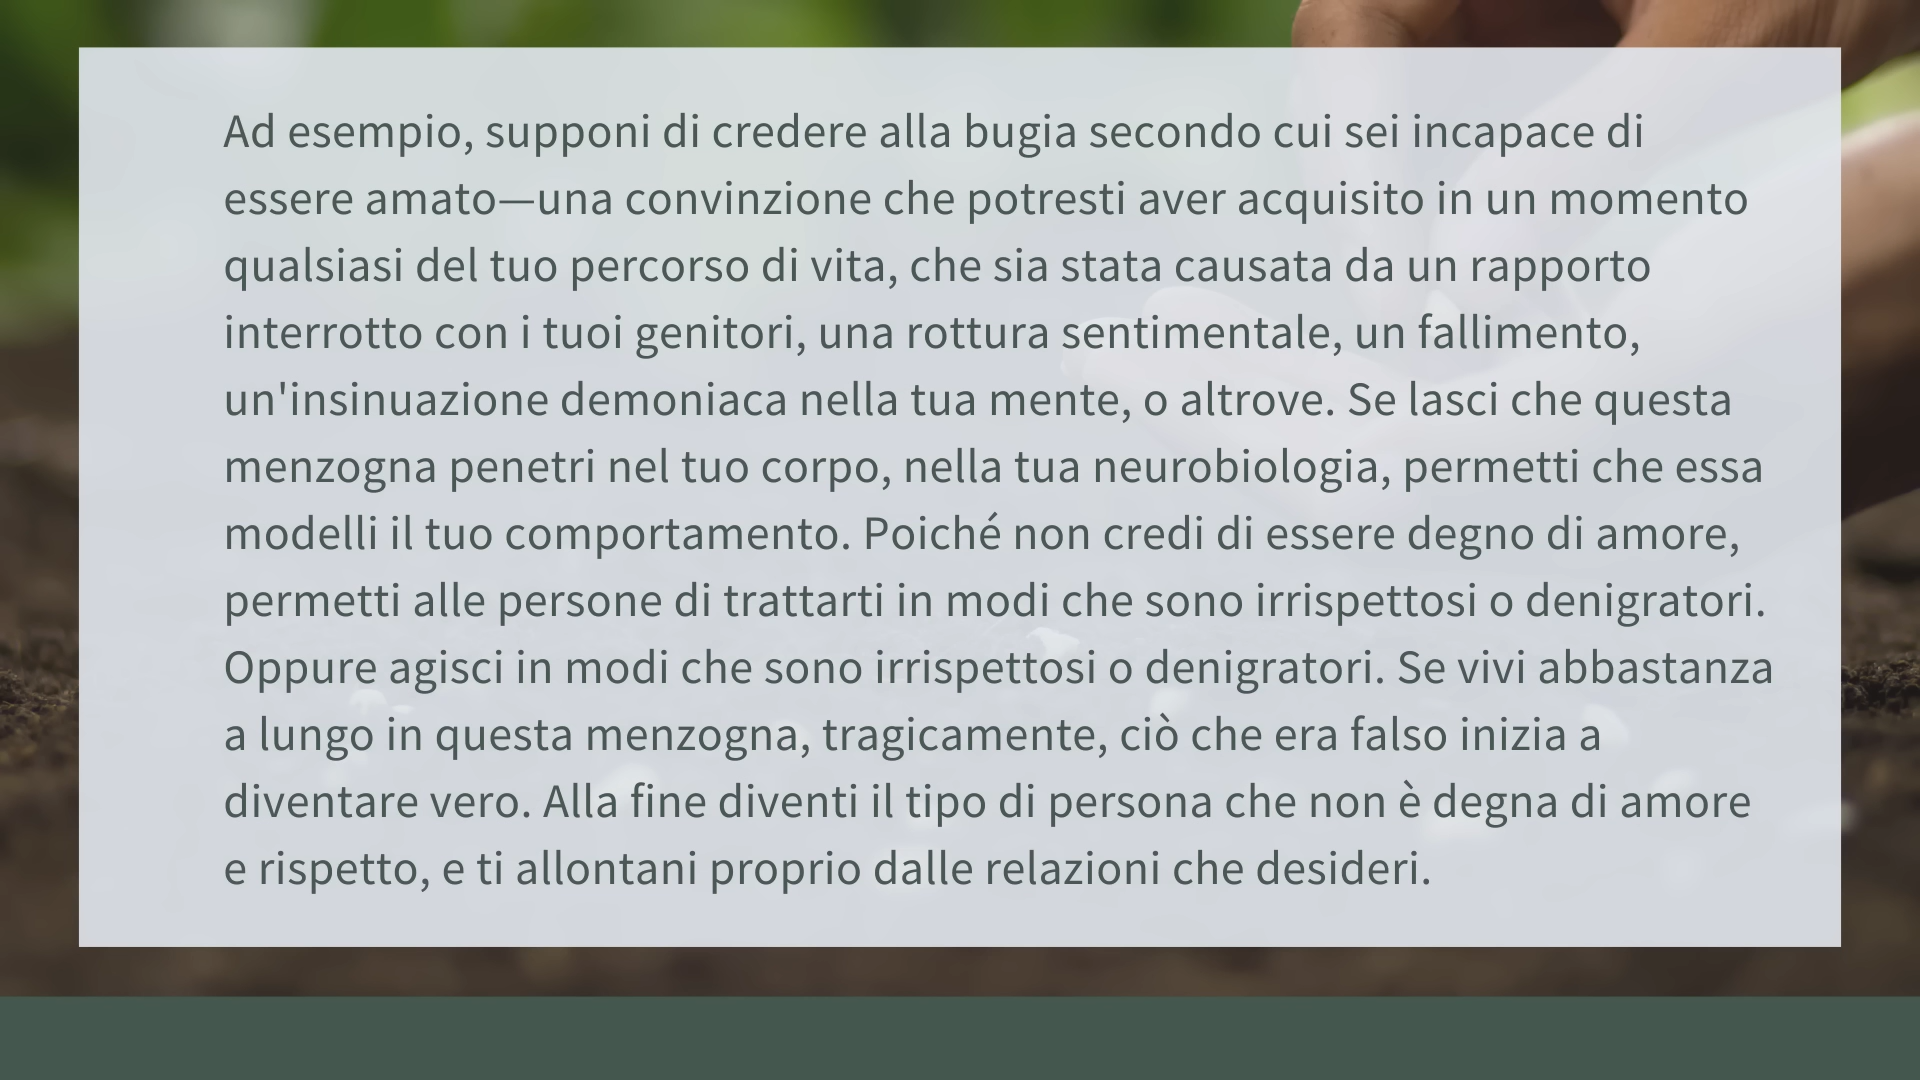 Ad esempio, supponi di credere alla bugia secondo cui sei incapace di
essere amato—una convinzione che potresti aver acquisito in un momento
qualsiasi del tuo percorso di vita, che sia stata causata da un rapporto
interrotto con i tuoi genitori, una rottura sentimentale, un fallimento,
un'insinuazione demoniaca nella tua mente, o altrove. Se lasci che questa
menzogna penetri nel tuo corpo, nella tua neurobiologia, permetti che essa
modelli il tuo comportamento. Poiché non credi di essere degno di amore,
permetti alle persone di trattarti in modi che sono irrispettosi o denigratori.
Oppure agisci in modi che sono irrispettosi o denigratori. Se vivi abbastanza
a lungo in questa menzogna, tragicamente, ciò che era falso inizia a
diventare vero. Alla fine diventi il tipo di persona che non è degna di amore
e rispetto, e ti allontani proprio dalle relazioni che desideri.